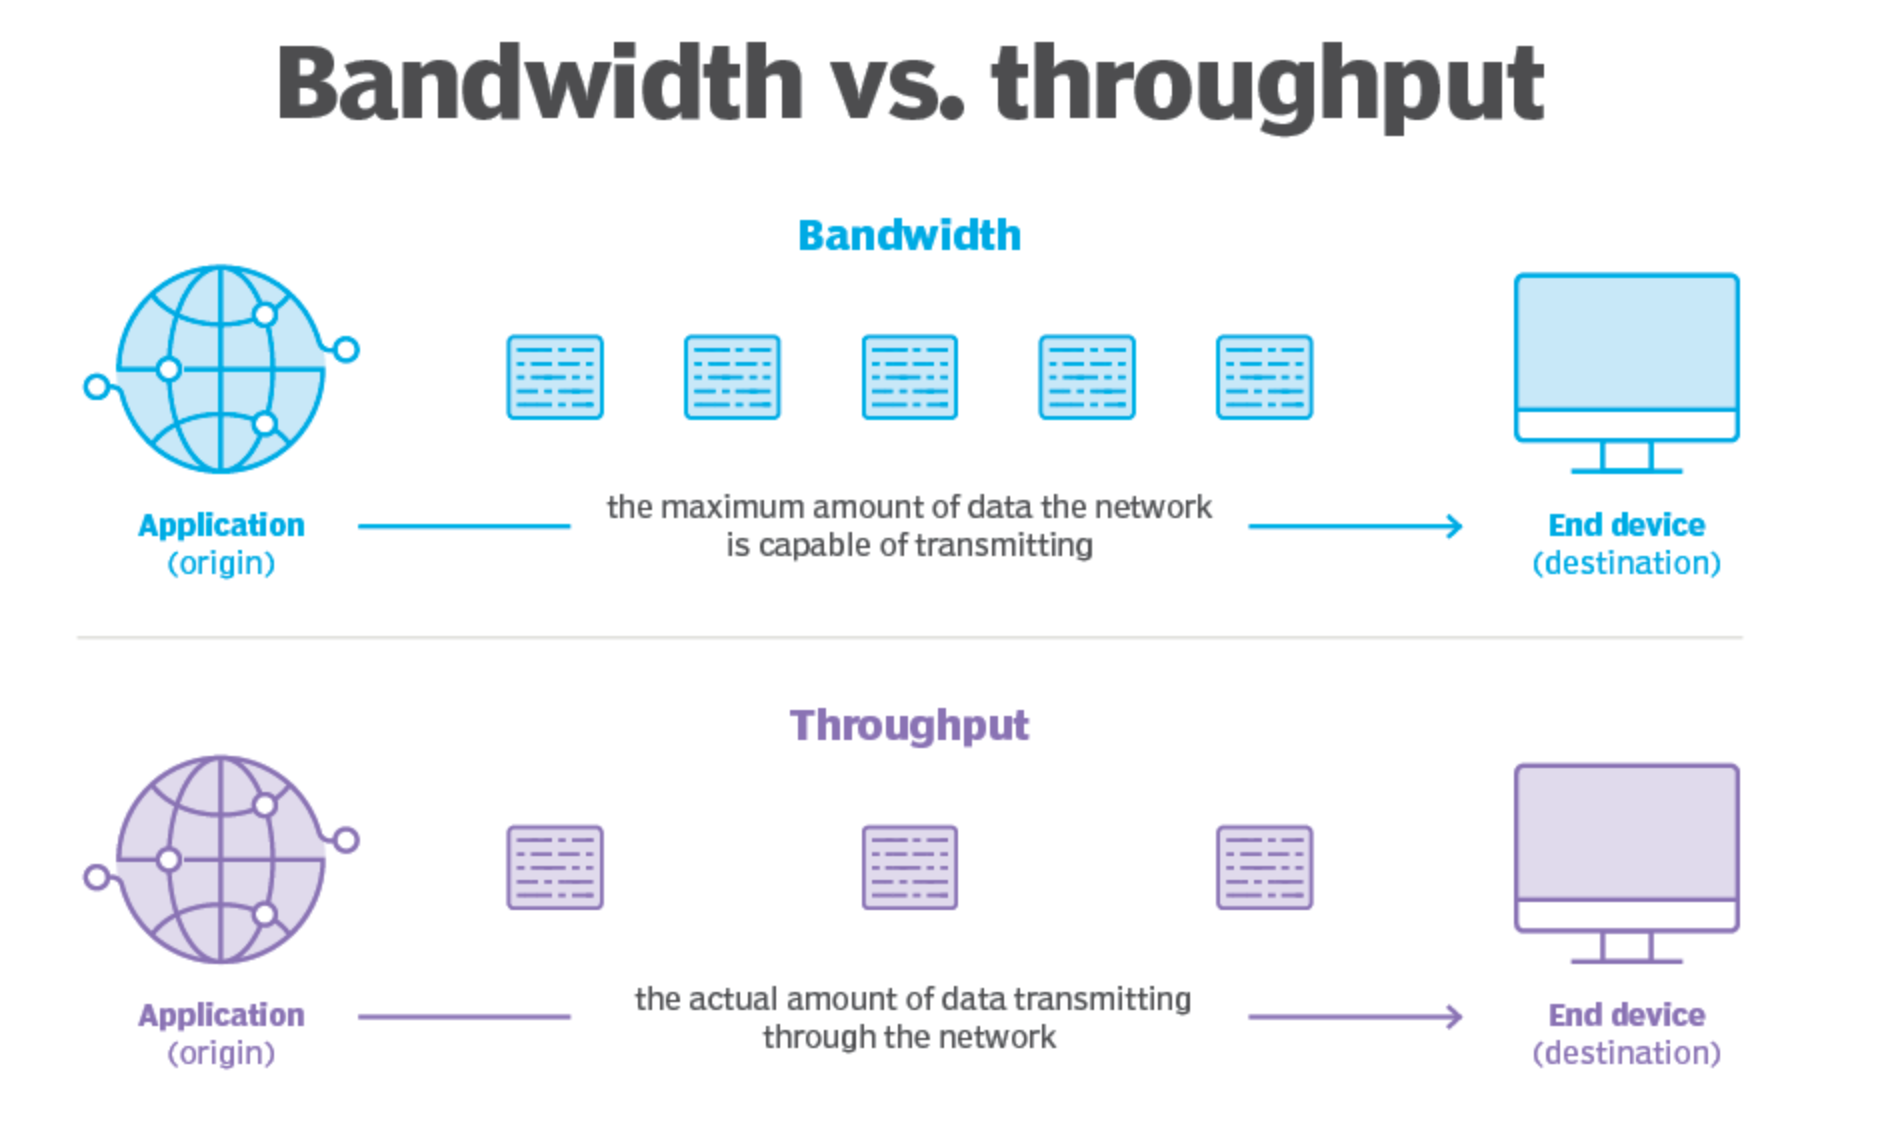 Bandwidth vs. throughput
Bandwidth
Application
(origin)
the maximum amount of data the network
is capable of transmitting
End device
(destination)
Throughput
Application
(origin)
the actual amount of data transmitting
through the network
End device
(destination)